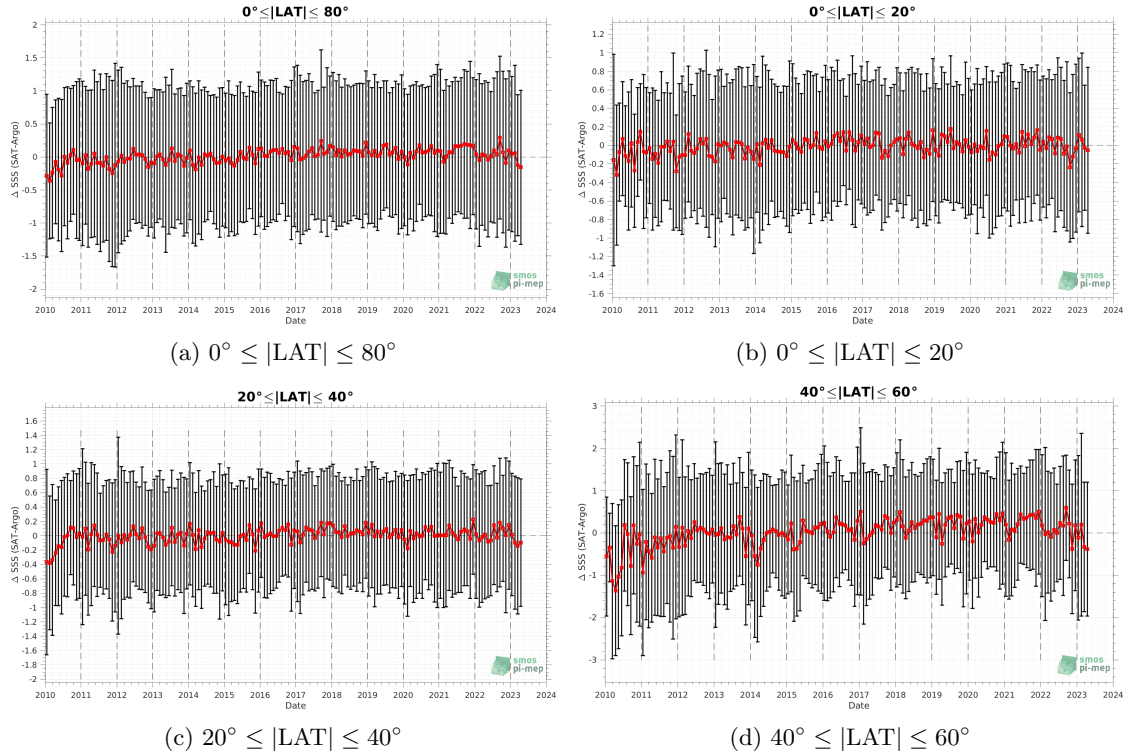 0°≤|LAT|≤ 80°
2
1.5
1
0.5
0
-0.5
-1
-1.5
-2
Δ SSS (SAT-Argo)
2010 2011 2012 2013 2014 2015 2016 2017 2018 2019 2020 2021 2022 2023 2024
Date
smos
pi-mep
(a) 0° ≤ |LAT| ≤ 80°
0°≤|LAT|≤ 20°
1.2
1
0.8
0.6
0.4
0.2
0
-0.2
-0.4
-0.6
-0.8
-1
-1.2
-1.4
-1.6
Δ SSS (SAT-Argo)
2010 2011 2012 2013 2014 2015 2016 2017 2018 2019 2020 2021 2022 2023 2024
Date
smos
pi-mep
(b) 0° ≤ |LAT| ≤ 20°
20°≤|LAT|≤ 40°
1.6
1.4
1.2
1
0.8
0.6
0.4
0.2
0
-0.2
-0.4
-0.6
-0.8
-1
-1.2
-1.4
-1.6
-1.8
-2
Δ SSS (SAT-Argo)
2010 2011 2012 2013 2014 2015 2016 2017 2018 2019 2020 2021 2022 2023 2024
Date
smos
pi-mep
(c) 20° ≤ |LAT| ≤ 40°
40°≤|LAT|≤ 60°
3
2
1
0
-1
-2
-3
Δ SSS (SAT-Argo)
2010 2011 2012 2013 2014 2015 2016 2017 2018 2019 2020 2021 2022 2023 2024
Date
smos
pi-mep
(d) 40° ≤ |LAT| ≤ 60°